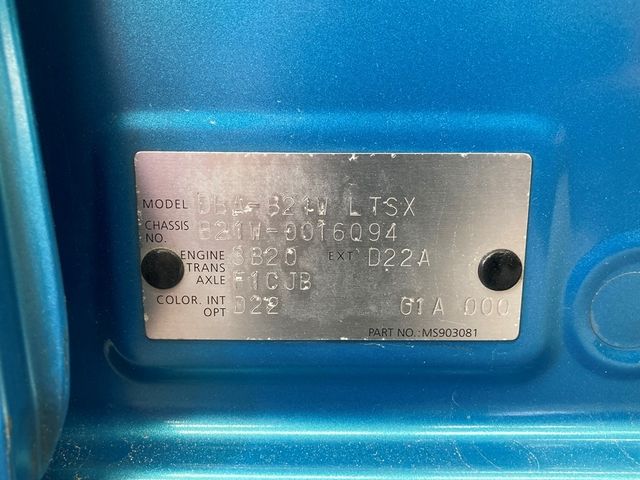 MODEL DBA-B21W LTSX
CHASSIS NO. B21W-0016094
ENGINE 3B20 EXT D22A
TRANS AXLE F1CJB
COLOR. INT OPT D22 01A 000
PART NO.: MS903081